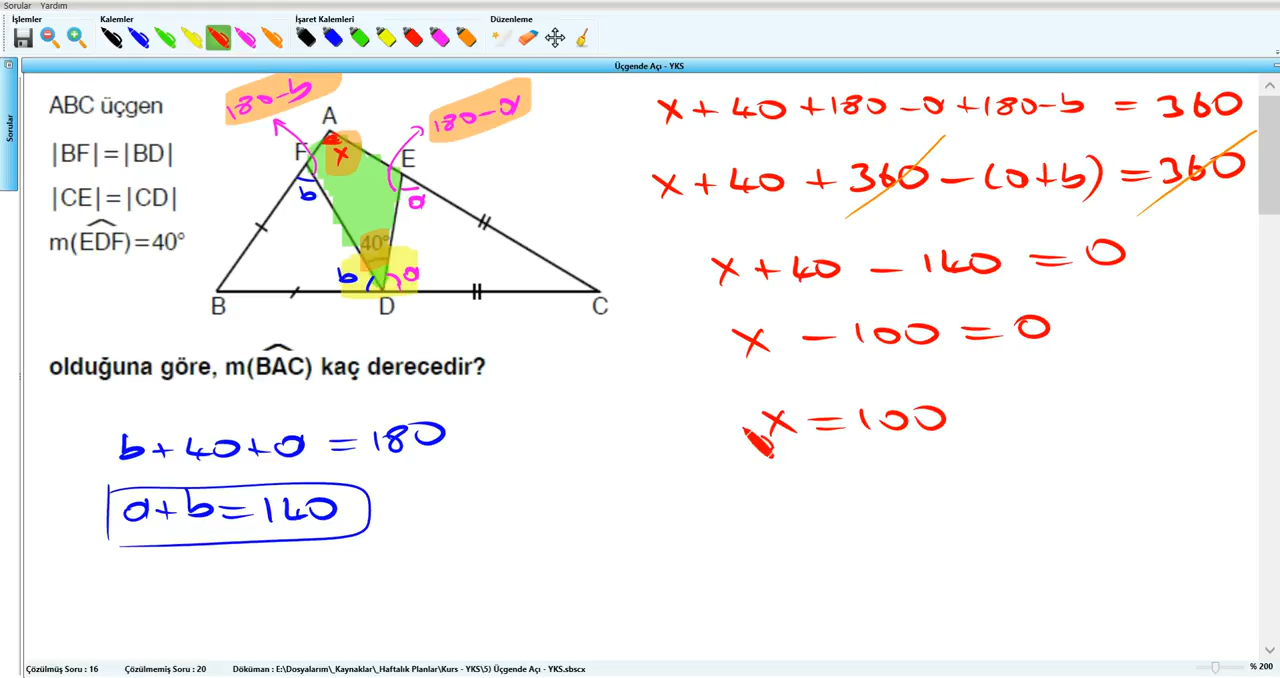 Sorular Yardım
İşlemler Kalemler İşaret Kalemleri Düzenleme
Üçgende Açı - YKS
Sorular
ABC üçgen
|BF|=|BD|
|CE|=|CD|
m(EDF)=40°
180-b
180-a
A
F
x
E
b
a
40°
b
a
B
D
C
olduğuna göre, m(BAC) kaç derecedir?
b+40+a=180
a+b=140
x+40+180-a+180-b=360
x+40+360-(a+b)=360
x+40-140=0
x-100=0
x=100
Çözülmüş Soru : 16 Çözülmemiş Soru : 20 Döküman : E:\Dosyalarım\_Kaynaklar\_Haftalık Planlar\Kurs - YKS\5) Üçgende Açı - YKS.sbscx % 200